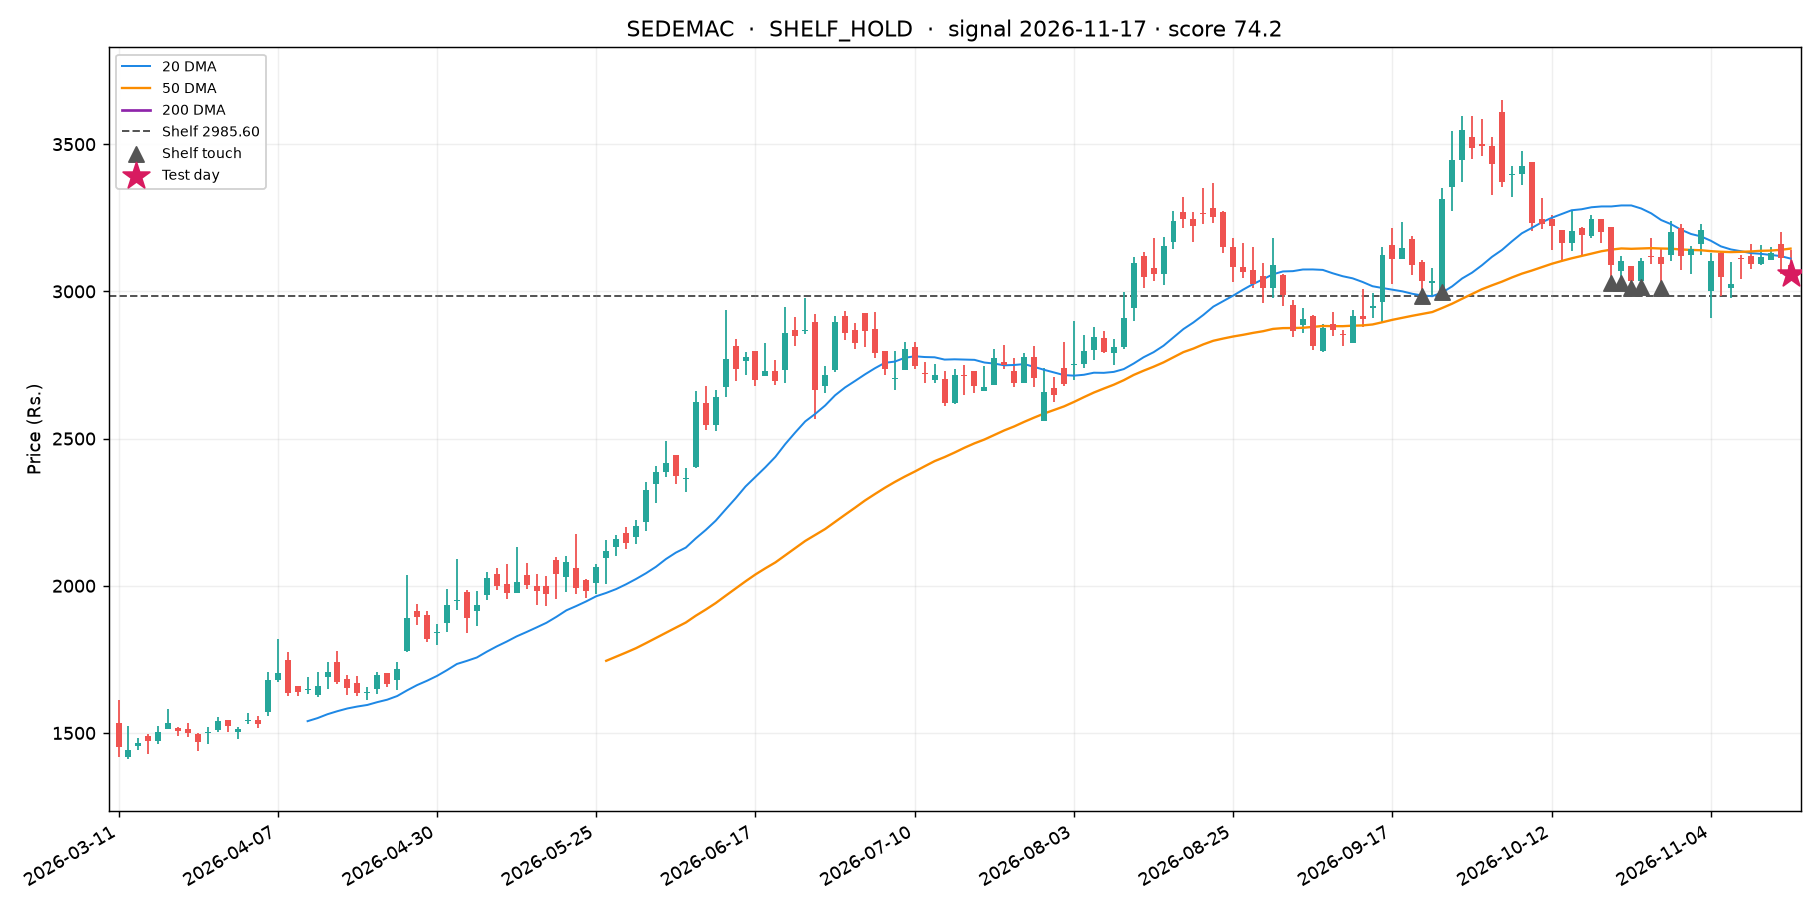 SEDEMAC · SHELF_HOLD · signal 2026-11-17 · score 74.2
20 DMA
50 DMA
200 DMA
Shelf 2985.60
Shelf touch
Test day
Price (Rs.)
3500
3000
2500
2000
1500
2026-03-11
2026-04-07
2026-04-30
2026-05-25
2026-06-17
2026-07-10
2026-08-03
2026-08-25
2026-09-17
2026-10-12
2026-11-04